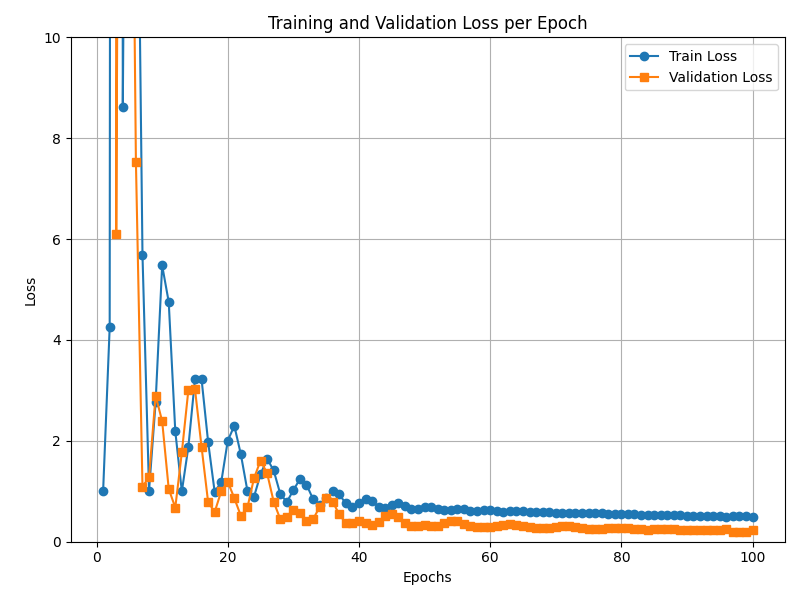 Training and Validation Loss per Epoch
Train Loss
Validation Loss
Loss
10
8
6
4
2
0
0 20 40 60 80 100
Epochs